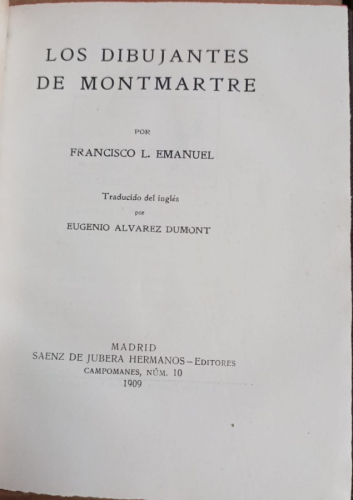 LOS DIBUJANTES
DE MONTMARTRE
POR
FRANCISCO L. EMANUEL
Traducido del inglés
por
EUGENIO ALVAREZ DUMONT
MADRID
SAENZ DE JUBERA HERMANOS—EDITORES
CAMPOMANES, NÚM. 10
1909